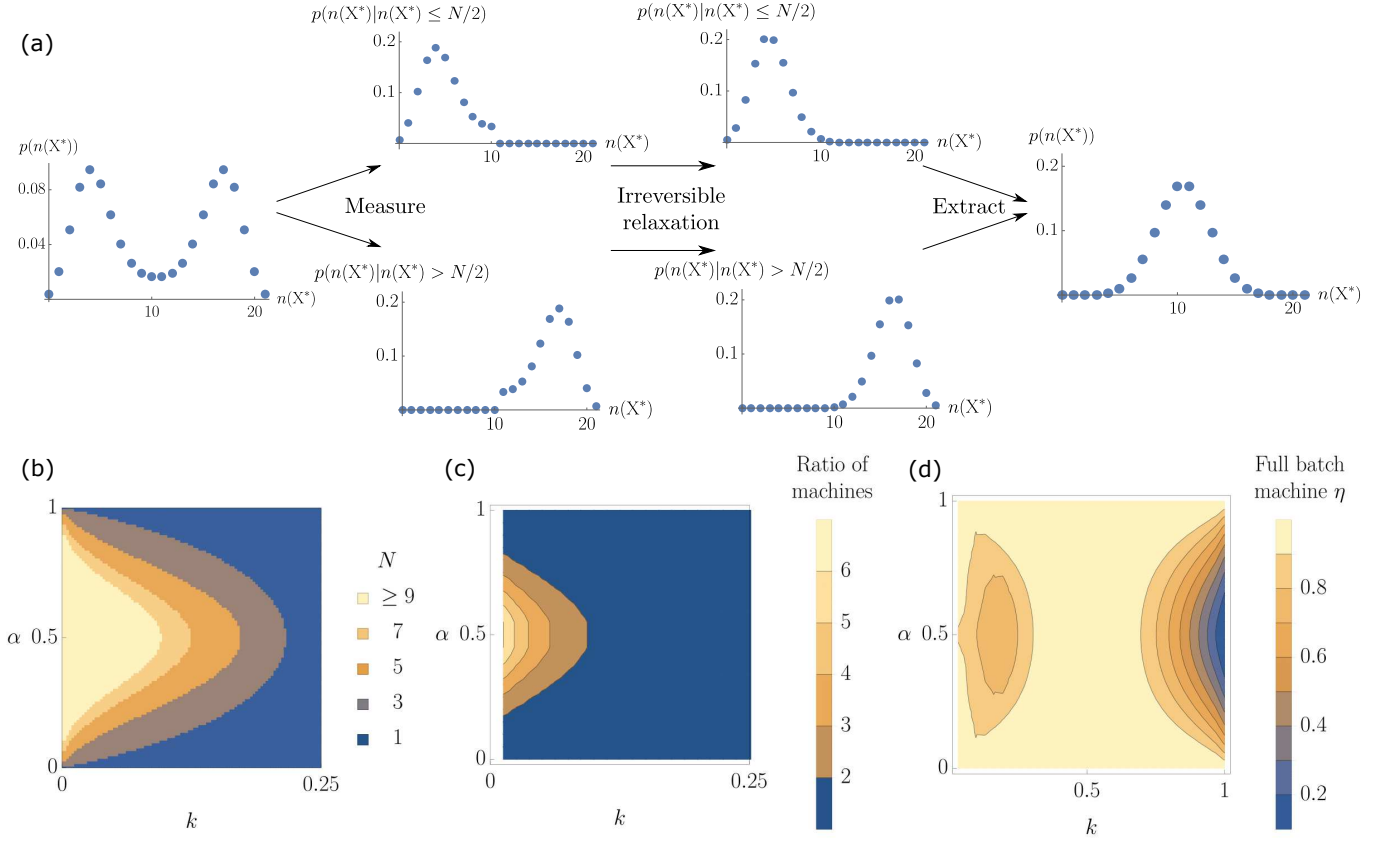 (a)
p(n(X*)|n(X*) ≤ N/2)
0.2
0.1
10
20
n(X*)
p(n(X*)|n(X*) ≤ N/2)
0.2
0.1
10
20
n(X*)
p(n(X*))
0.08
0.04
10
20
n(X*)
Measure
Irreversible
relaxation
Extract
p(n(X*))
0.2
0.1
10
20
n(X*)
p(n(X*)|n(X*) > N/2)
0.2
0.1
10
20
n(X*)
p(n(X*)|n(X*) > N/2)
0.2
0.1
10
20
n(X*)
(b)
1
α 0.5
0
0
0.25
k
N
≥ 9
7
5
3
1
(c)
1
α 0.5
0
0
0.25
k
Ratio of
machines
6
5
4
3
2
(d)
1
α 0.5
0
0.5
1
k
Full batch
machine η
0.8
0.6
0.4
0.2